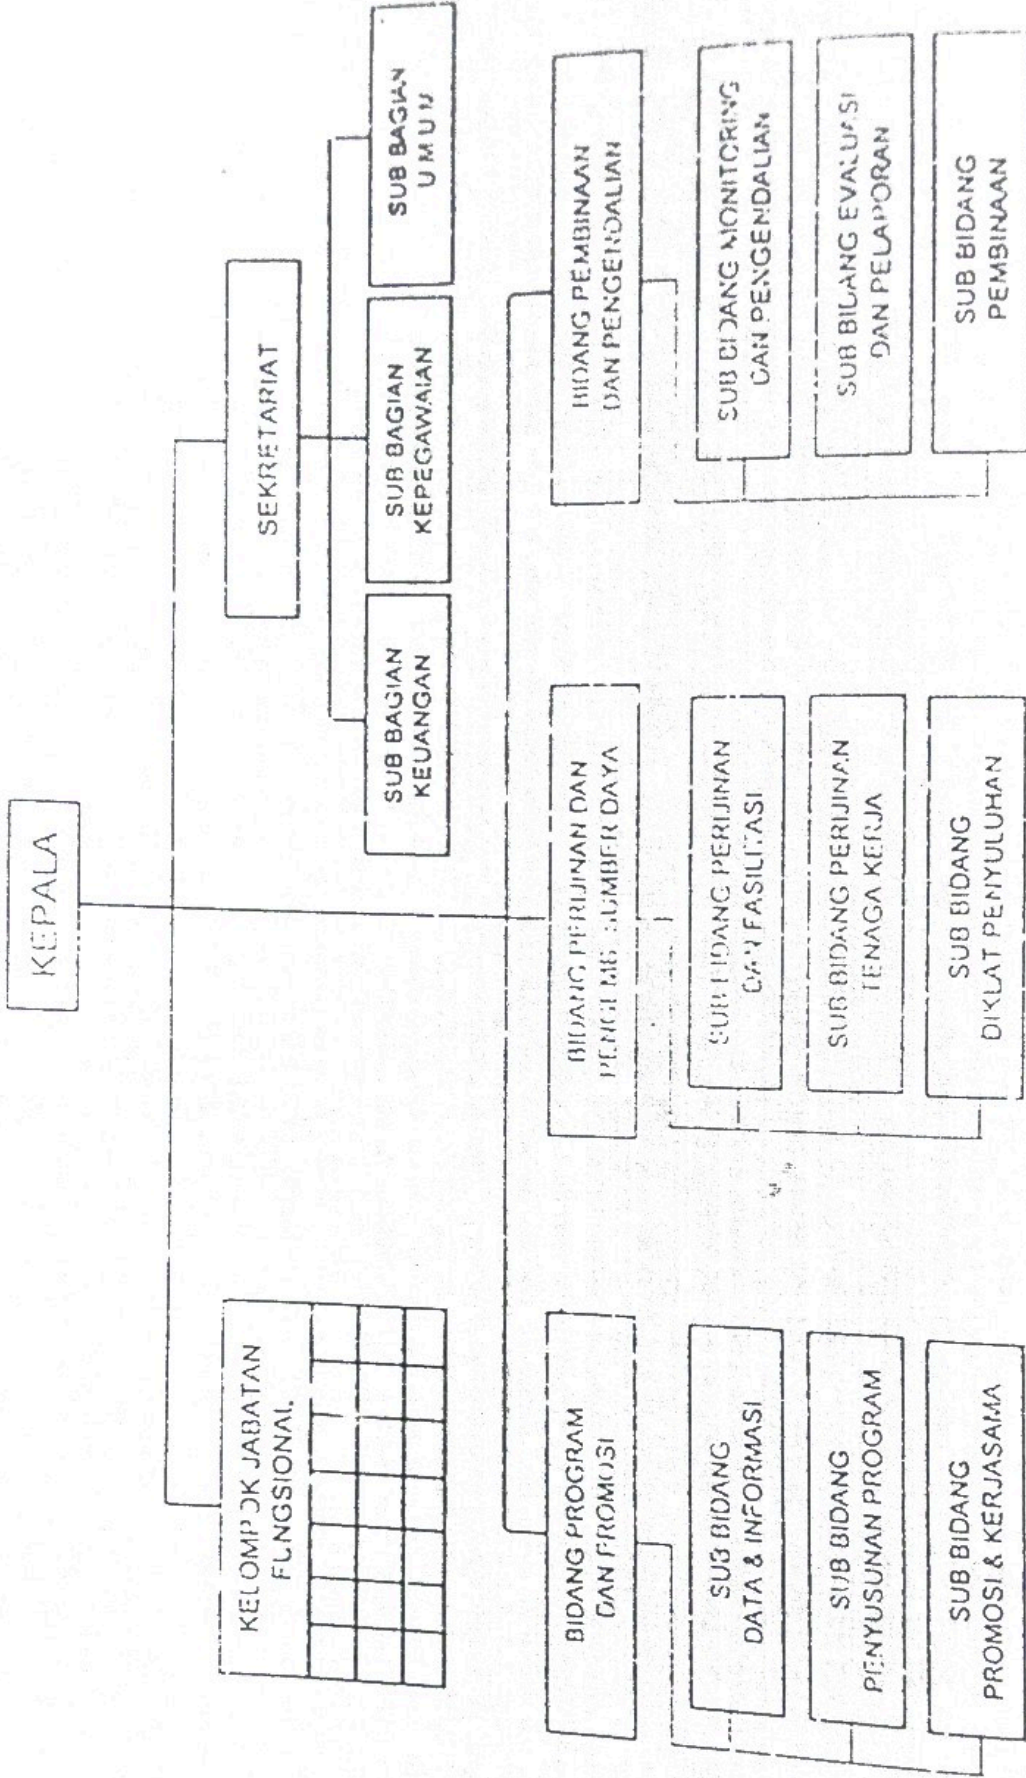 KEPALA
KELOMPOK JABATAN
FUNGSIONAL
SEKRETARIAT
SUB BAGIAN
KEUANGAN
SUB BAGIAN
KEPEGAWAIAN
SUB BAGIAN
UMUN
BIDANG PROGRAM
DAN PROMOSI
SUB BIDANG
DATA & INFORMASI
SUB BIDANG
PENYUSUNAN PROGRAM
SUB BIDANG
PROMOSI & KERJASAMA
BIDANG PERIJINAN DAN
SUMBER DAYA
SUB BIDANG PERIJINAN
DAN FASILITASI
SUB BIDANG PERIJINAN
TENAGA KERJA
SUB BIDANG
DIKLAT PENYULUHAN
BIDANG PEMBINAAN
DAN PENGENDALIAN
SUB BIDANG MONITORING
DAN PENGENDALIAN
SUB BIDANG EVALUASI
DAN PELAPORAN
SUB BIDANG
PEMBINAAN